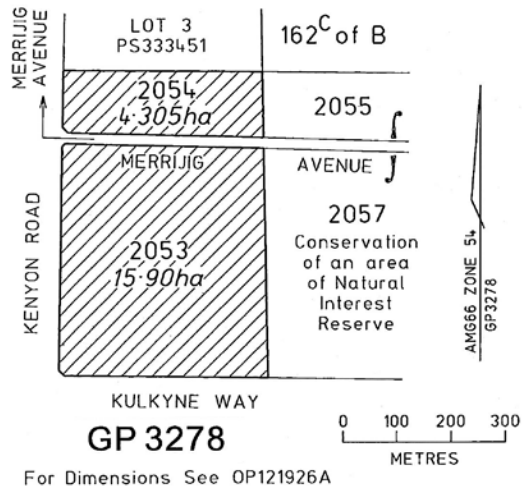 MERRIJIG
AVENUE
LOT 3
PS333451
162C of B
2054
4·305ha
2055
MERRIJIG
AVENUE
KENYON ROAD
2053
15·90ha
2057
Conservation
of an area
of Natural
Interest
Reserve
AMG66 ZONE 54
GP3278
KULKYNE WAY
GP 3278
0 100 200 300
METRES
For Dimensions See OP121926A